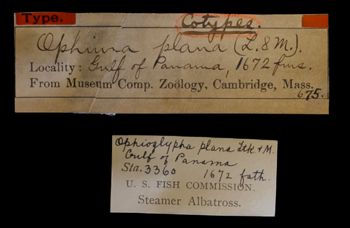 Type.
Cotypes.
Ophiura plana (L. & M.).
Locality: Gulf of Panama, 1672 fms.
From Museum Comp. Zoology, Cambridge, Mass.
675.
Ophioglypha plana Ltk + M.
Gulf of Panama
Sta. 3360 1672 fath.
U. S. FISH COMMISSION.
Steamer Albatross.